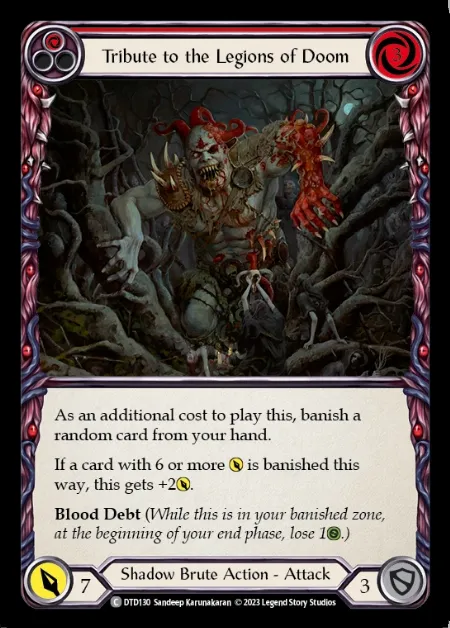 Tribute to the Legions of Doom
3
As an additional cost to play this, banish a
random card from your hand.
If a card with 6 or more is banished this
way, this gets +2.
Blood Debt (While this is in your banished zone,
at the beginning of your end phase, lose 1.)
7
Shadow Brute Action - Attack
3
C DTD130 Sandeep Karunakaran © 2023 Legend Story Studios